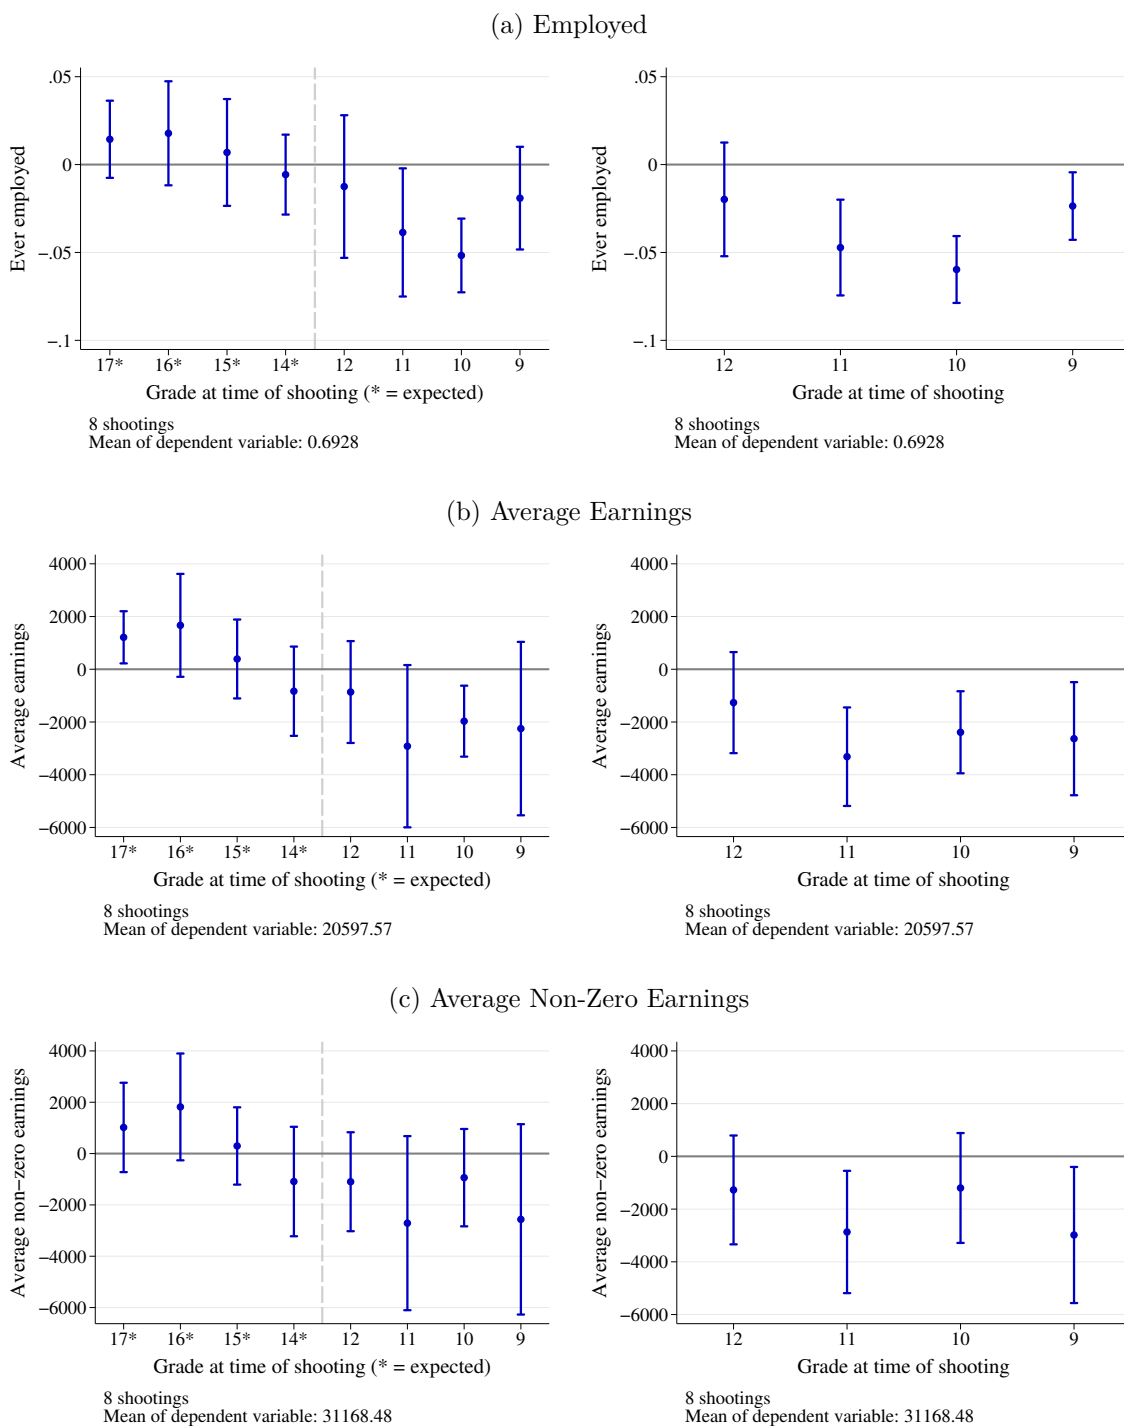 (a) Employed
Ever employed
.05
0
−.05
−.1
17* 16* 15* 14* 12 11 10 9
Grade at time of shooting (* = expected)
8 shootings
Mean of dependent variable: 0.6928
Ever employed
.05
0
−.05
−.1
12 11 10 9
Grade at time of shooting
8 shootings
Mean of dependent variable: 0.6928
(b) Average Earnings
Average earnings
4000
2000
0
−2000
−4000
−6000
17* 16* 15* 14* 12 11 10 9
Grade at time of shooting (* = expected)
8 shootings
Mean of dependent variable: 20597.57
Average earnings
4000
2000
0
−2000
−4000
−6000
12 11 10 9
Grade at time of shooting
8 shootings
Mean of dependent variable: 20597.57
(c) Average Non-Zero Earnings
Average non−zero earnings
4000
2000
0
−2000
−4000
−6000
17* 16* 15* 14* 12 11 10 9
Grade at time of shooting (* = expected)
8 shootings
Mean of dependent variable: 31168.48
Average non−zero earnings
4000
2000
0
−2000
−4000
−6000
12 11 10 9
Grade at time of shooting
8 shootings
Mean of dependent variable: 31168.48